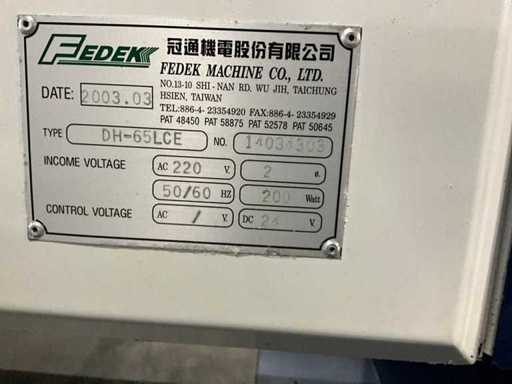 FEDEK 冠通機電股份有限公司
FEDEK MACHINE CO., LTD.
DATE: 2003.03 NO.13-10 SHI-NAN RD. WU JIH, TAICHUNG
HSIEN, TAIWAN
TEL:886-4- 23354920 FAX:886-4- 23354929
PAT 48450 PAT 58875 PAT 52578 PAT 50645
TYPE DH-65LCE NO. 14034303
INCOME VOLTAGE AC 220 V. 2 ø.
50/60 HZ 200 Watt
CONTROL VOLTAGE AC / V. DC 24 V.